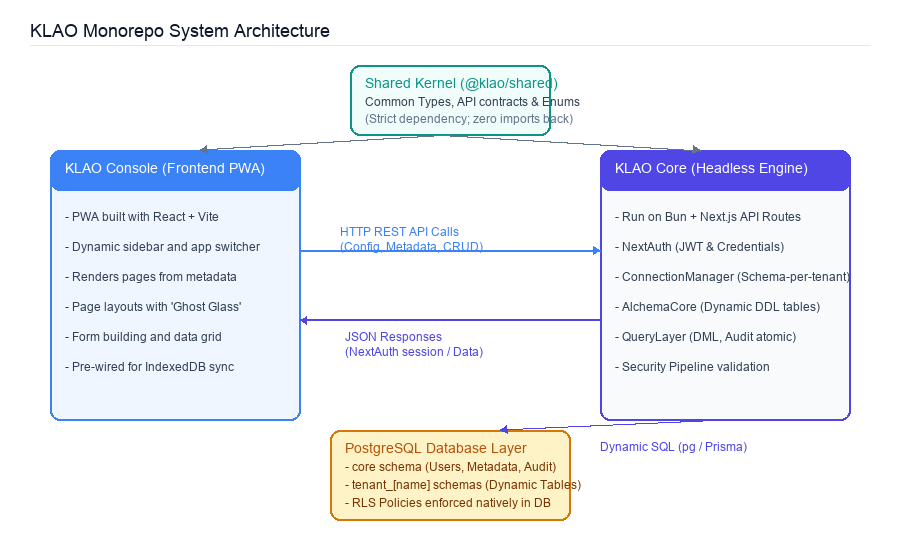 KLAO Monorepo System Architecture
Shared Kernel (@klao/shared)
Common Types, API contracts & Enums
(Strict dependency; zero imports back)
KLAO Console (Frontend PWA)
- PWA built with React + Vite
- Dynamic sidebar and app switcher
- Renders pages from metadata
- Page layouts with 'Ghost Glass'
- Form building and data grid
- Pre-wired for IndexedDB sync
HTTP REST API Calls
(Config, Metadata, CRUD)
JSON Responses
(NextAuth session / Data)
KLAO Core (Headless Engine)
- Run on Bun + Next.js API Routes
- NextAuth (JWT & Credentials)
- ConnectionManager (Schema-per-tenant)
- AlchemaCore (Dynamic DDL tables)
- QueryLayer (DML, Audit atomic)
- Security Pipeline validation
Dynamic SQL (pg / Prisma)
PostgreSQL Database Layer
- core schema (Users, Metadata, Audit)
- tenant_[name] schemas (Dynamic Tables)
- RLS Policies enforced natively in DB